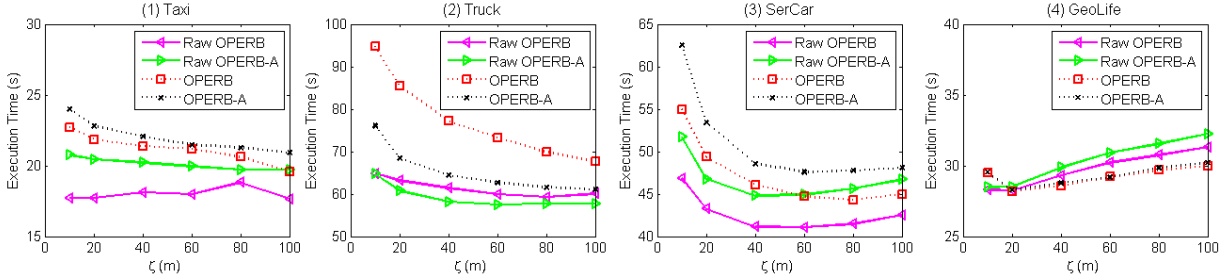 (1) Taxi
Execution Time (s)
30
25
20
15
0
20
40
60
80
100
ζ (m)
Raw OPERB
Raw OPERB-A
OPERB
OPERB-A
(2) Truck
Execution Time (s)
100
90
80
70
60
50
0
20
40
60
80
100
ζ (m)
Raw OPERB
Raw OPERB-A
OPERB
OPERB-A
(3) SerCar
Execution Time (s)
65
60
55
50
45
40
0
20
40
60
80
100
ζ (m)
Raw OPERB
Raw OPERB-A
OPERB
OPERB-A
(4) GeoLife
Execution Time (s)
40
35
30
25
0
20
40
60
80
100
ζ (m)
Raw OPERB
Raw OPERB-A
OPERB
OPERB-A